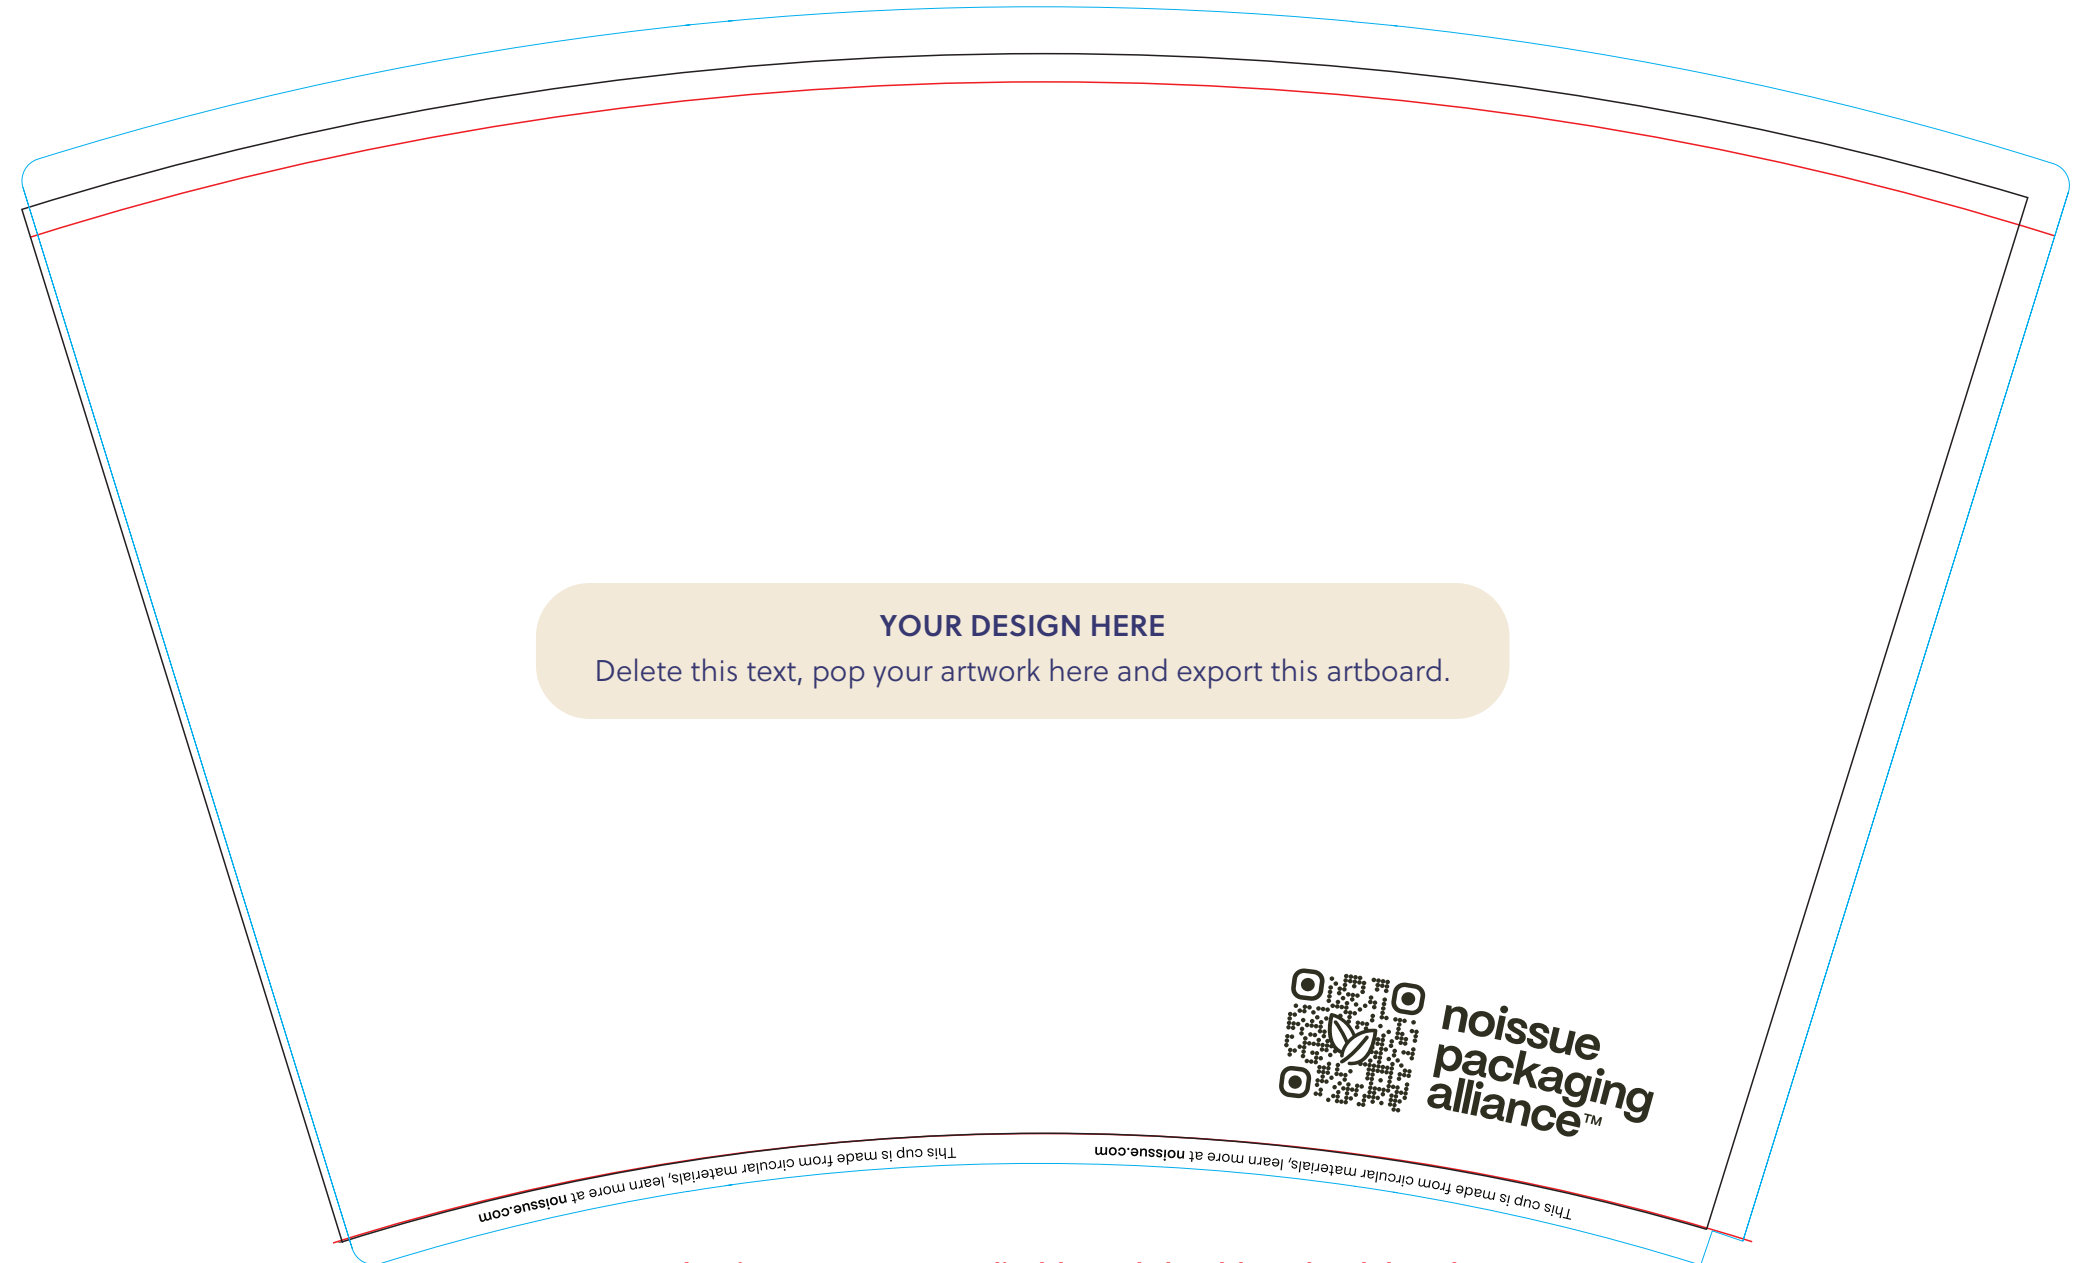 YOUR DESIGN HERE
Delete this text, pop your artwork here and export this artboard.
noissue
packaging
alliance™
This cup is made from circular materials, learn more at noissue.com
This cup is made from circular materials, learn more at noissue.com